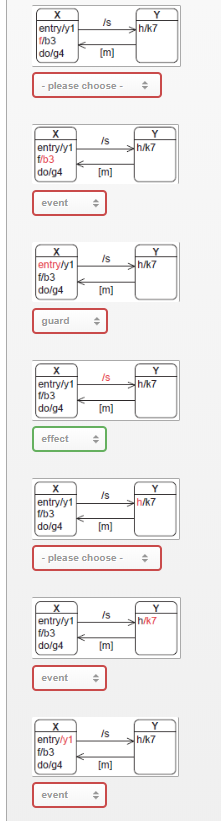 X Y
entry/y1 /s h/k7
f/b3
do/g4 [m]
- please choose -
X Y
entry/y1 /s h/k7
f/b3
do/g4 [m]
event
X Y
entry/y1 /s h/k7
f/b3
do/g4 [m]
guard
X Y
entry/y1 /s h/k7
f/b3
do/g4 [m]
effect
X Y
entry/y1 /s h/k7
f/b3
do/g4 [m]
- please choose -
X Y
entry/y1 /s h/k7
f/b3
do/g4 [m]
event
X Y
entry/y1 /s h/k7
f/b3
do/g4 [m]
event